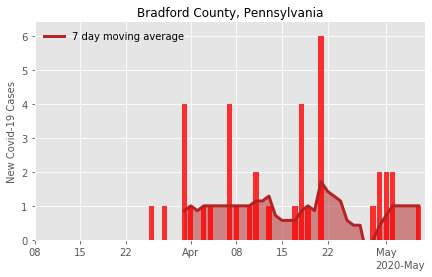 Bradford County, Pennsylvania
7 day moving average
New Covid-19 Cases
6
5
4
3
2
1
0
08 15 22 Apr 08 15 22 May
2020-May